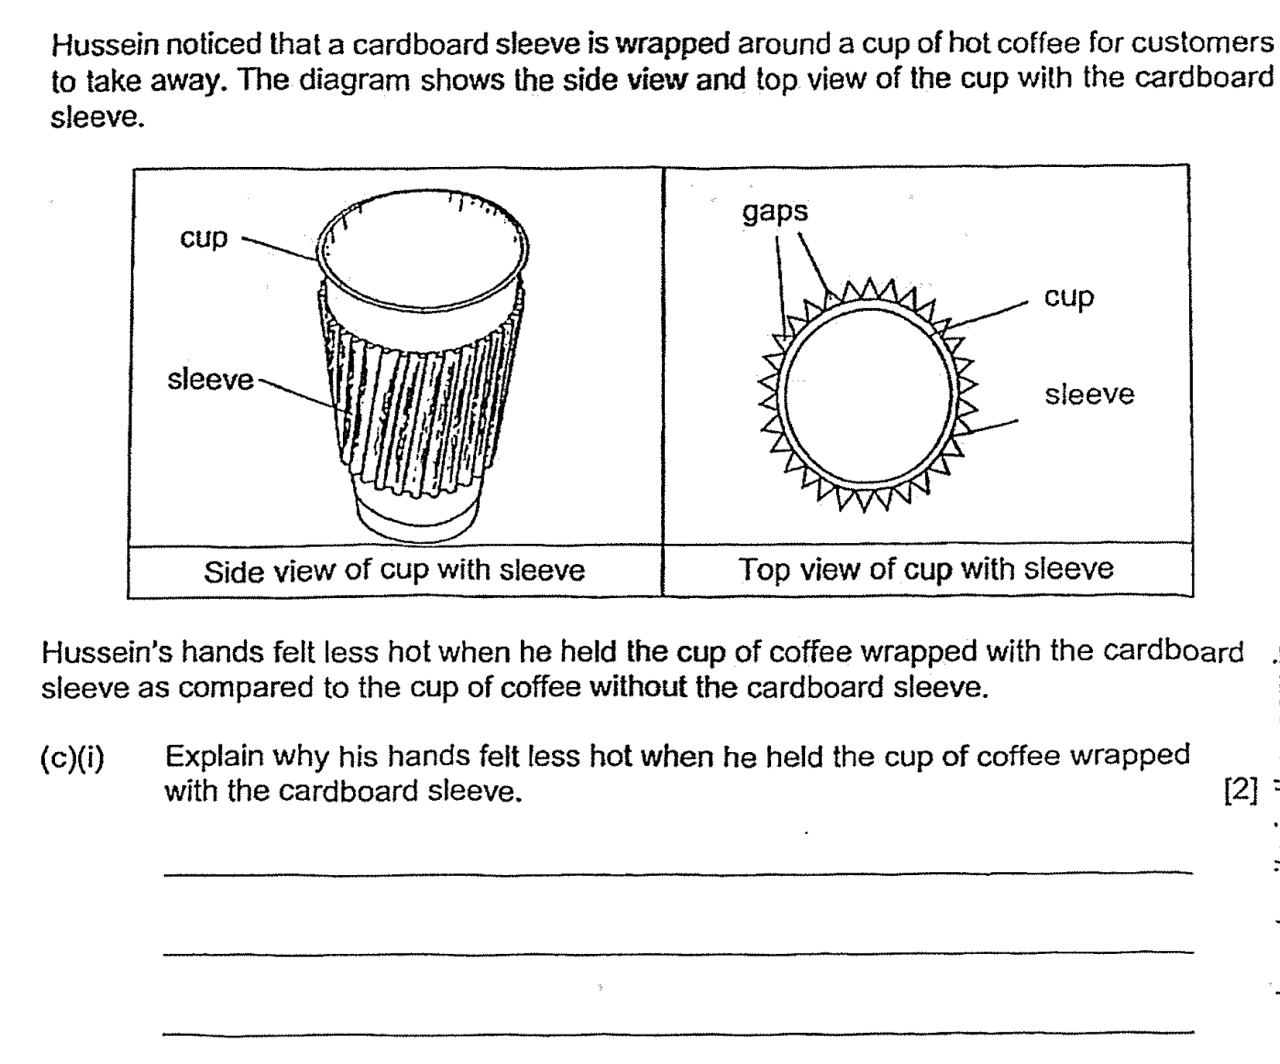 Hussein noticed that a cardboard sleeve is wrapped around a cup of hot coffee for customers
to take away. The diagram shows the side view and top view of the cup with the cardboard
sleeve.
gaps
cup
cup
sleeve
sleeve
Side view of cup with sleeve
Top view of cup with sleeve
Hussein's hands felt less hot when he held the cup of coffee wrapped with the cardboard
sleeve as compared to the cup of coffee without the cardboard sleeve.
(c)(i) Explain why his hands felt less hot when he held the cup of coffee wrapped
with the cardboard sleeve. [2]